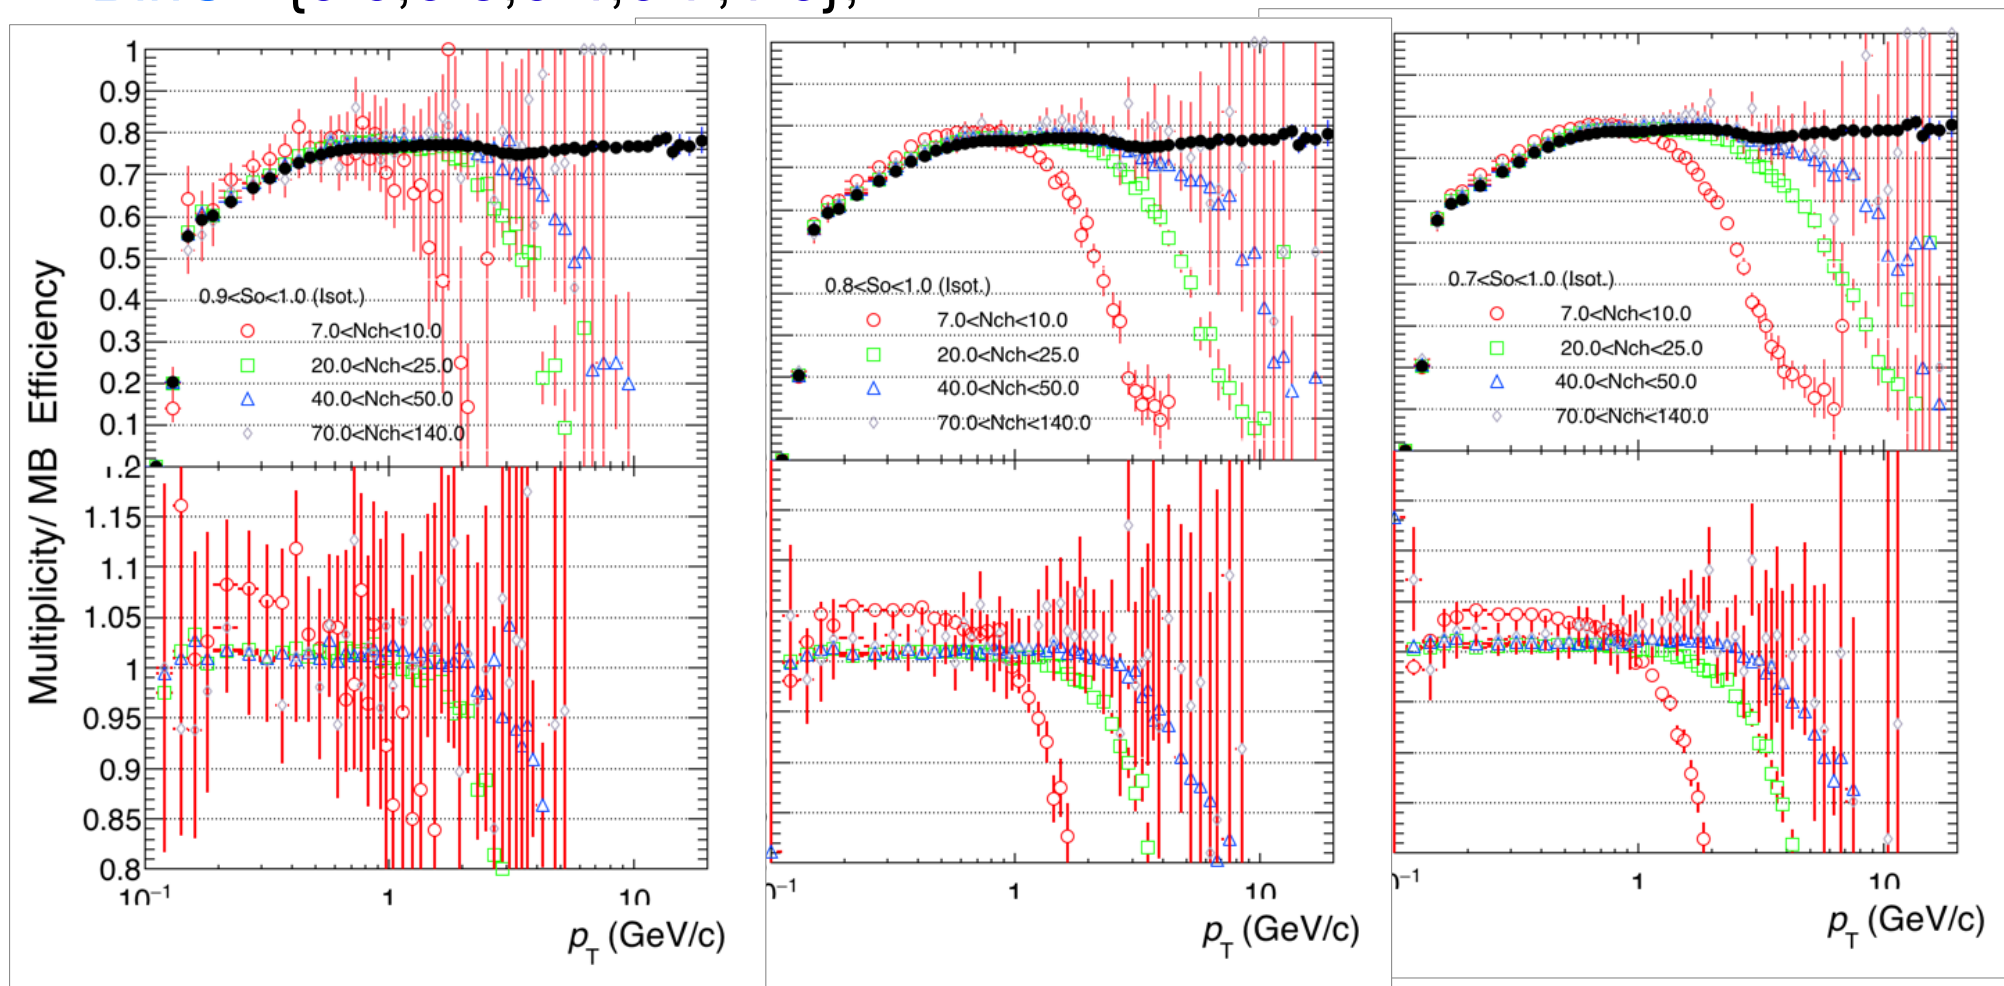 1
0.9
0.8
0.7
0.6
0.5
0.4
0.3
0.2
0.1
0
1.2
1.15
1.1
1.05
1
0.95
0.9
0.85
0.8
Multiplicity/ MB Efficiency
0.9<So<1.0 (Isot.)
7.0<Nch<10.0
20.0<Nch<25.0
40.0<Nch<50.0
70.0<Nch<140.0
10⁻¹ 1 10
pT (GeV/c)
0.8<So<1.0 (Isot.)
7.0<Nch<10.0
20.0<Nch<25.0
40.0<Nch<50.0
70.0<Nch<140.0
0⁻¹ 1 10
pT (GeV/c)
0.7<So<1.0 (Isot.)
7.0<Nch<10.0
20.0<Nch<25.0
40.0<Nch<50.0
70.0<Nch<140.0
0⁻¹ 1 10
pT (GeV/c)